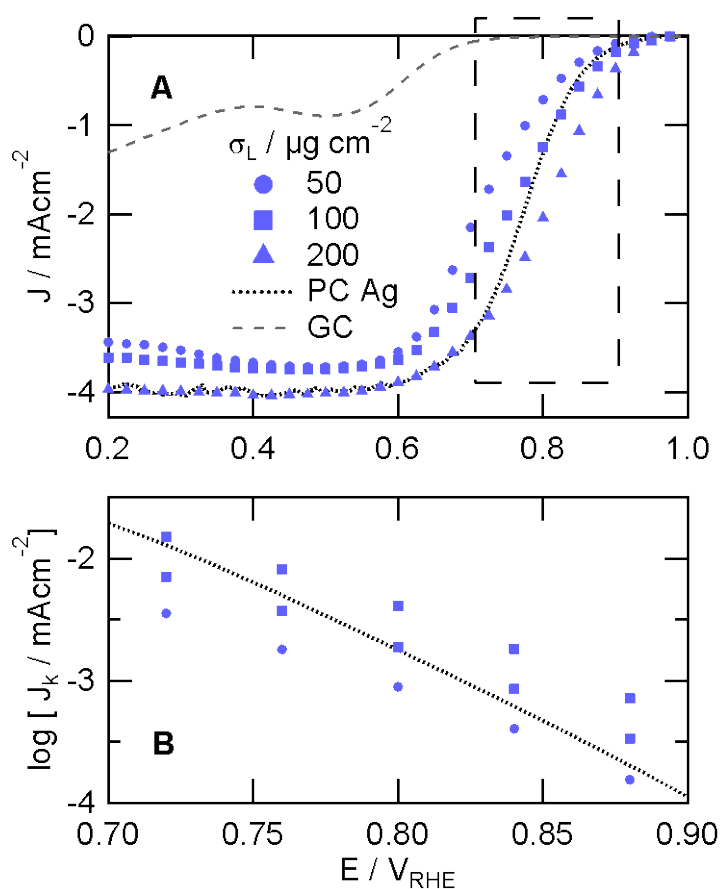 0
A
-1
-2
-3
-4
J / mAcm-2
σL / μg cm-2
50
100
200
PC Ag
GC
0.2 0.4 0.6 0.8 1.0
-2
-3
-4
log [ Jk / mAcm-2 ]
B
0.70 0.75 0.80 0.85 0.90
E / VRHE